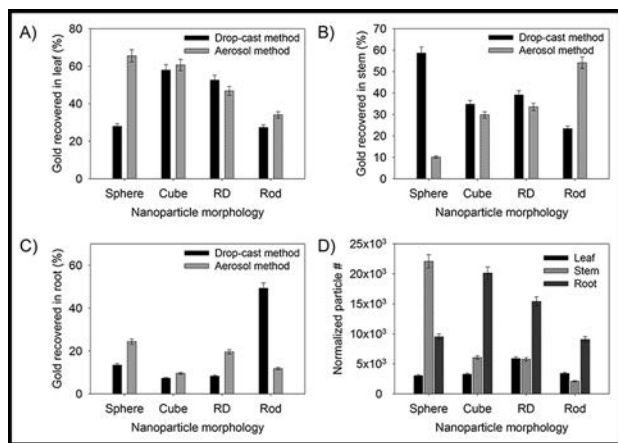 A)
Gold recovered in leaf (%)
80
60
40
20
0
Drop-cast method
Aerosol method
Sphere Cube RD Rod
Nanoparticle morphology
B)
Gold recovered in stem (%)
70
60
50
40
30
20
10
0
Drop-cast method
Aerosol method
Sphere Cube RD Rod
Nanoparticle morphology
C)
Gold recovered in root (%)
60
40
20
0
Drop-cast method
Aerosol method
Sphere Cube RD Rod
Nanoparticle morphology
D)
Normalized particle #
25x10³
20x10³
15x10³
10x10³
5x10³
0
Leaf
Stem
Root
Sphere Cube RD Rod
Nanoparticle morphology